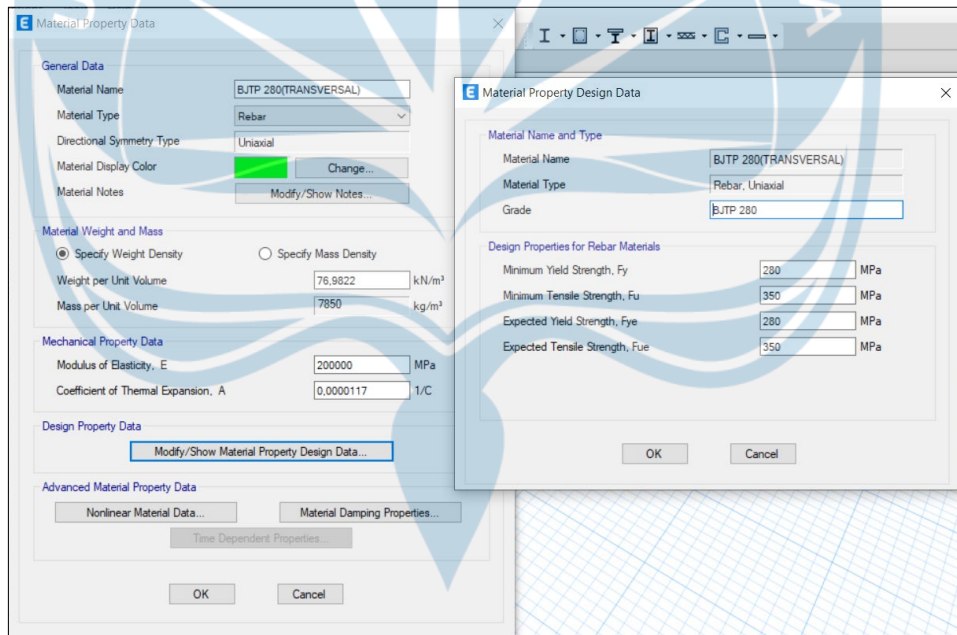 Material Property Data
General Data
Material Name BJTP 280(TRANSVERSAL)
Material Type Rebar
Directional Symmetry Type Uniaxial
Material Display Color Change...
Material Notes Modify/Show Notes...
Material Weight and Mass
Specify Weight Density Specify Mass Density
Weight per Unit Volume 76,9822 kN/m³
Mass per Unit Volume 7850 kg/m³
Mechanical Property Data
Modulus of Elasticity, E 200000 MPa
Coefficient of Thermal Expansion, A 0,0000117 1/C
Design Property Data
Modify/Show Material Property Design Data...
Advanced Material Property Data
Nonlinear Material Data... Material Damping Properties...
Time Dependent Properties...
OK Cancel
Material Property Design Data
Material Name and Type
Material Name BJTP 280(TRANSVERSAL)
Material Type Rebar, Uniaxial
Grade BJTP 280
Design Properties for Rebar Materials
Minimum Yield Strength, Fy 280 MPa
Minimum Tensile Strength, Fu 350 MPa
Expected Yield Strength, Fye 280 MPa
Expected Tensile Strength, Fue 350 MPa
OK Cancel